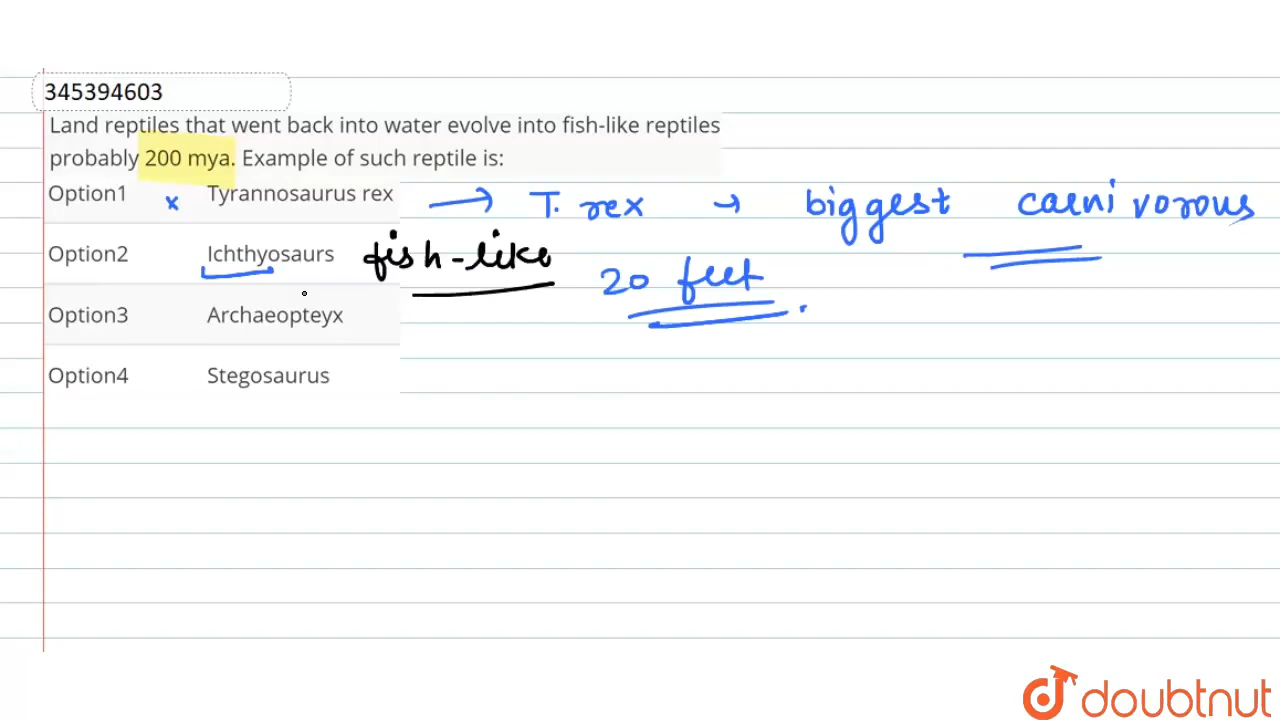 345394603
Land reptiles that went back into water evolve into fish-like reptiles
probably 200 mya. Example of such reptile is:
Option1 x Tyrannosaurus rex → T. rex → biggest carnivorous
Option2 Ichthyosaurs fish-like
20 feet.
Option3 Archaeopteyx
Option4 Stegosaurus
doubtnut